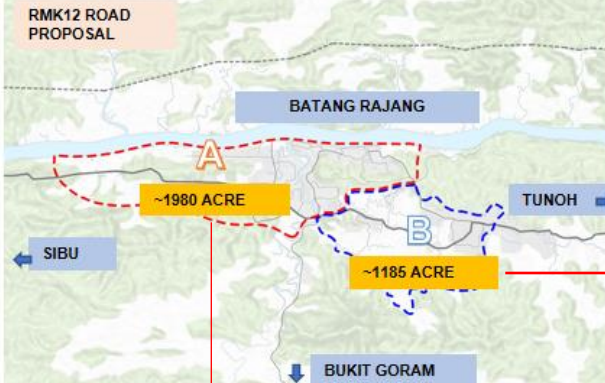 RMK12 ROAD
PROPOSAL
BATANG RAJANG
A
~1980 ACRE
TUNOH
B
SIBU
~1185 ACRE
BUKIT GORAM